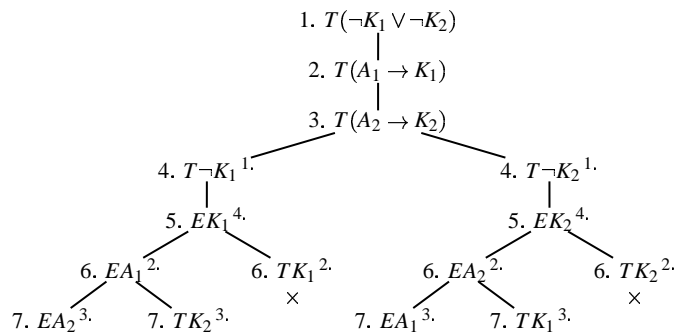 1. T(¬K₁ ∨ ¬K₂)
2. T(A₁ → K₁)
3. T(A₂ → K₂)
4. T¬K₁ ¹· 4. T¬K₂ ¹·
5. EK₁ ⁴· 5. EK₂ ⁴·
6. EA₁ ²· 6. TK₁ ²· 6. EA₂ ²· 6. TK₂ ²·
× ×
7. EA₂ ³· 7. TK₂ ³· 7. EA₁ ³· 7. TK₁ ³·